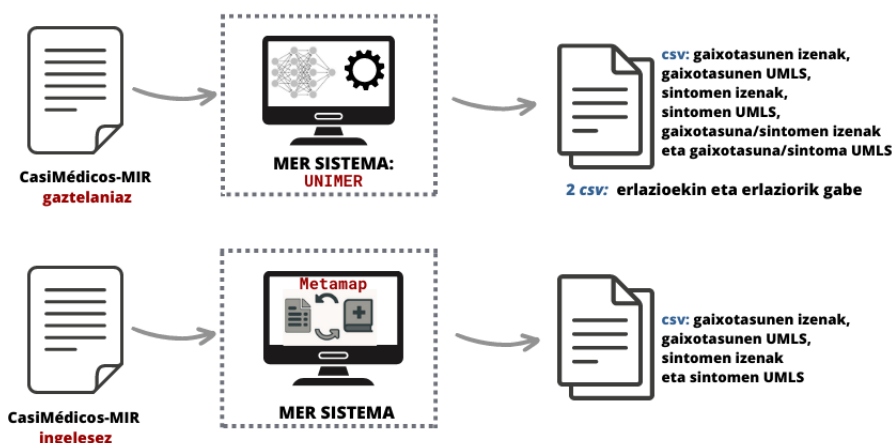 CasiMédicos-MIR
gaztelaniaz
MER SISTEMA:
UNIMER
csv: gaixotasunen izenak,
gaixotasunen UMLS,
sintomen izenak,
sintomen UMLS,
gaixotasuna/sintomen izenak
eta gaixotasuna/sintoma UMLS
2 csv: erlazioekin eta erlaziorik gabe
CasiMédicos-MIR
ingelesez
Metamap
MER SISTEMA
csv: gaixotasunen izenak,
gaixotasunen UMLS,
sintomen izenak
eta sintomen UMLS